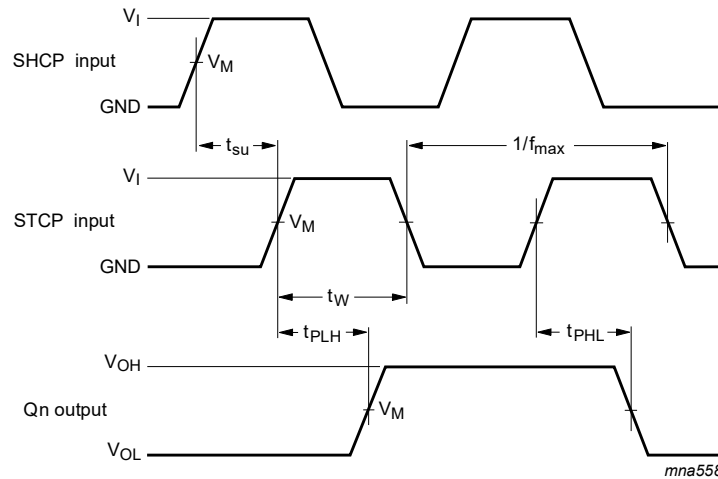 V_I
SHCP input
V_M
GND
t_su
1/f_max
V_I
STCP input
V_M
GND
t_W
t_PLH
t_PHL
V_OH
Qn output
V_M
V_OL
mna558